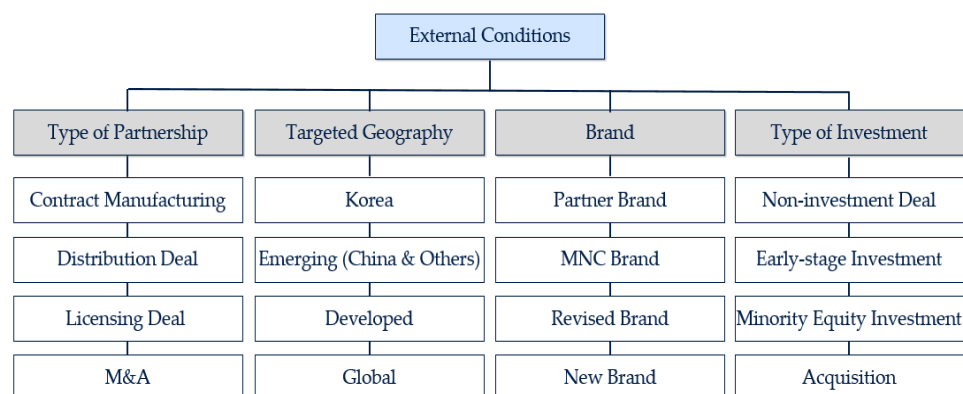 External Conditions
Type of Partnership
Contract Manufacturing
Distribution Deal
Licensing Deal
M&A
Targeted Geography
Korea
Emerging (China & Others)
Developed
Global
Brand
Partner Brand
MNC Brand
Revised Brand
New Brand
Type of Investment
Non-investment Deal
Early-stage Investment
Minority Equity Investment
Acquisition